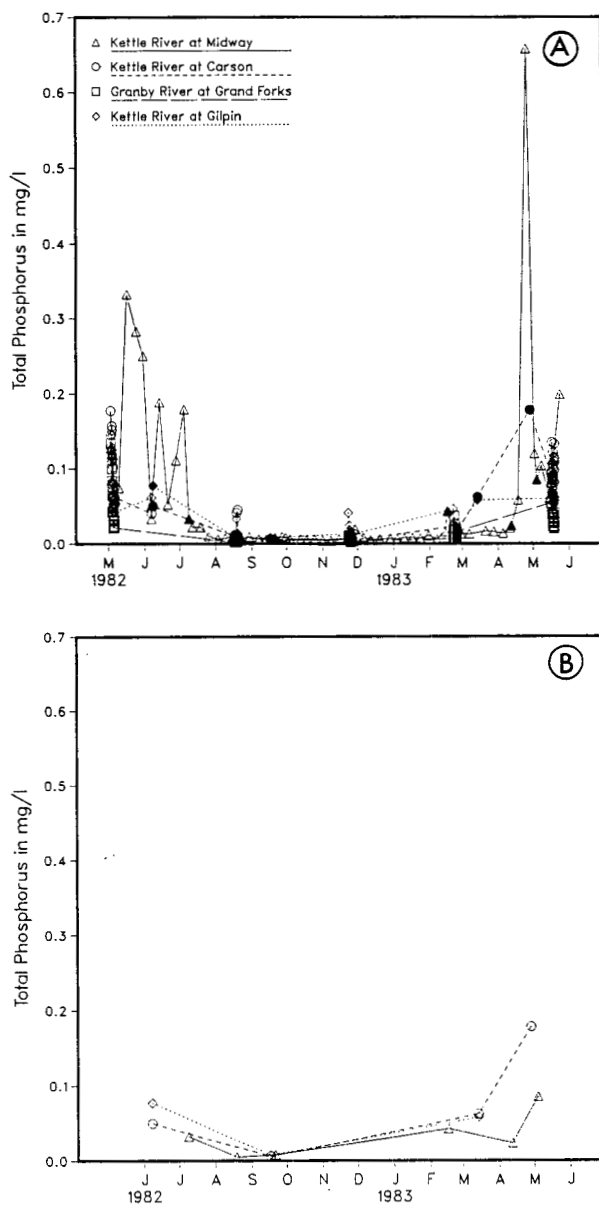 A
Kettle River at Midway
Kettle River at Carson
Granby River at Grand Forks
Kettle River at Gilpin
Total Phosphorus in mg/l
0.7
0.6
0.5
0.4
0.3
0.2
0.1
0.0
M J J A S O N D J F M A M J
1982 1983
B
Total Phosphorus in mg/l
0.7
0.6
0.5
0.4
0.3
0.2
0.1
0.0
J J A S O N D J F M A M J
1982 1983